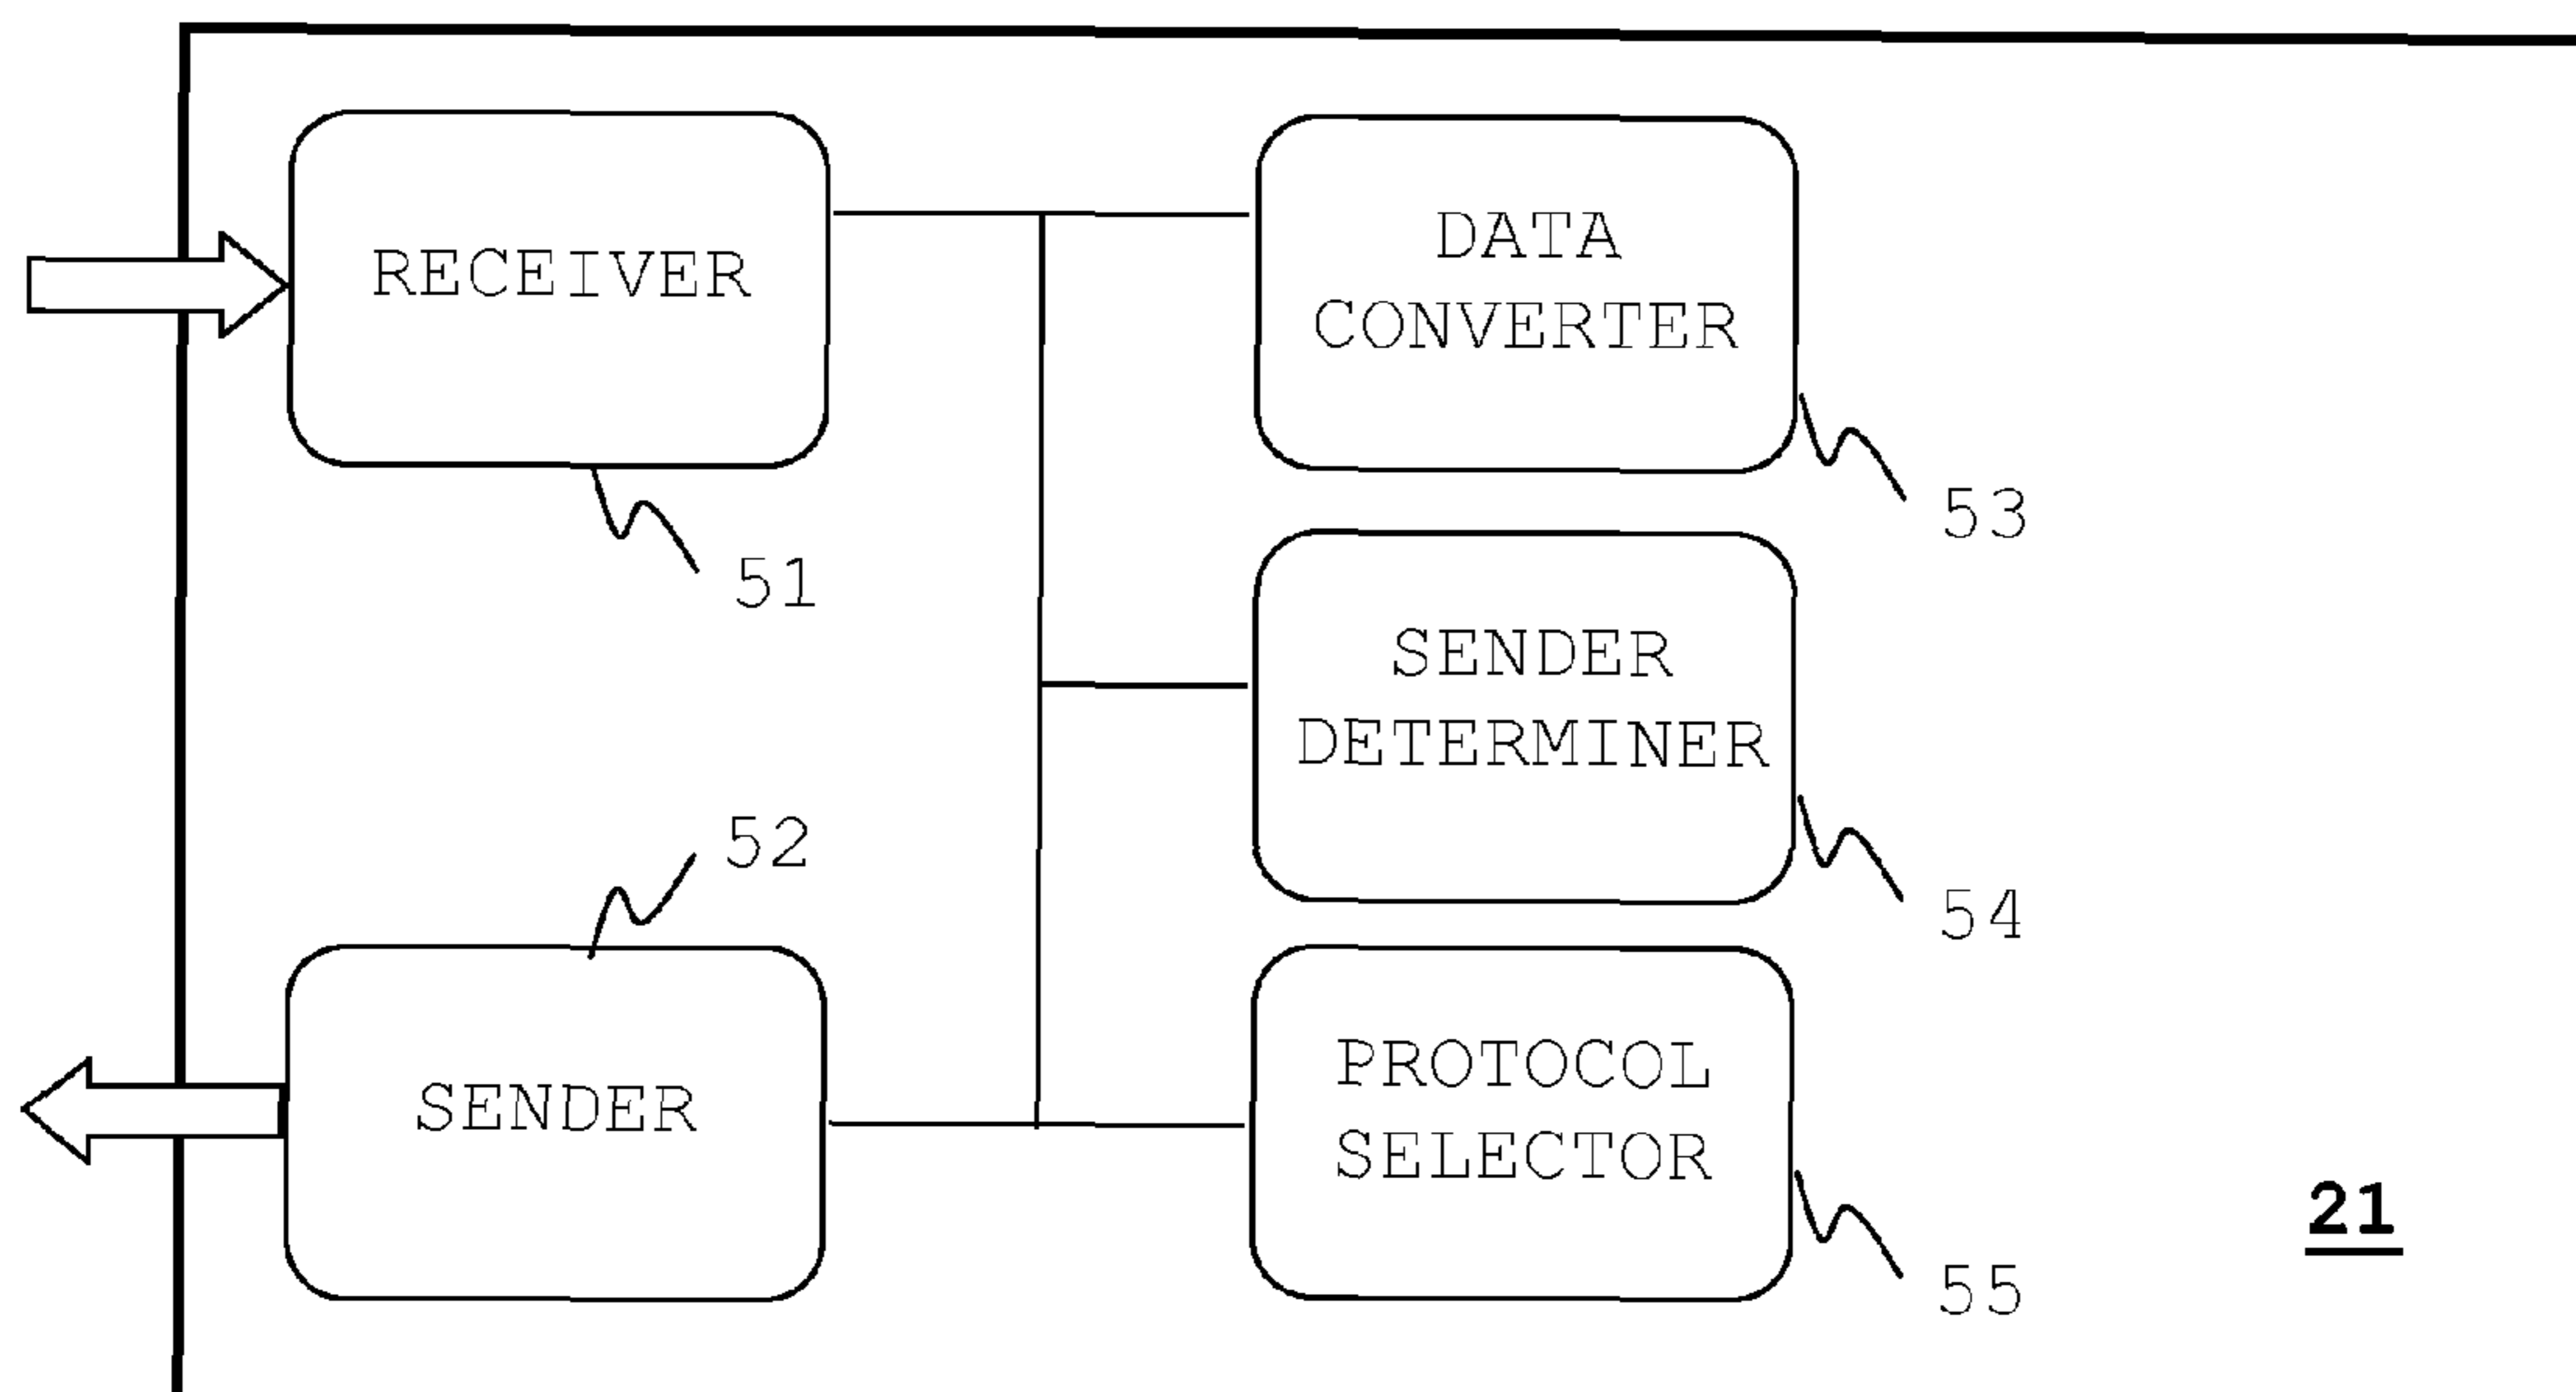 RECEIVER
51
DATA
CONVERTER
53
SENDER
DETERMINER
54
52
SENDER
PROTOCOL
SELECTOR
55
21